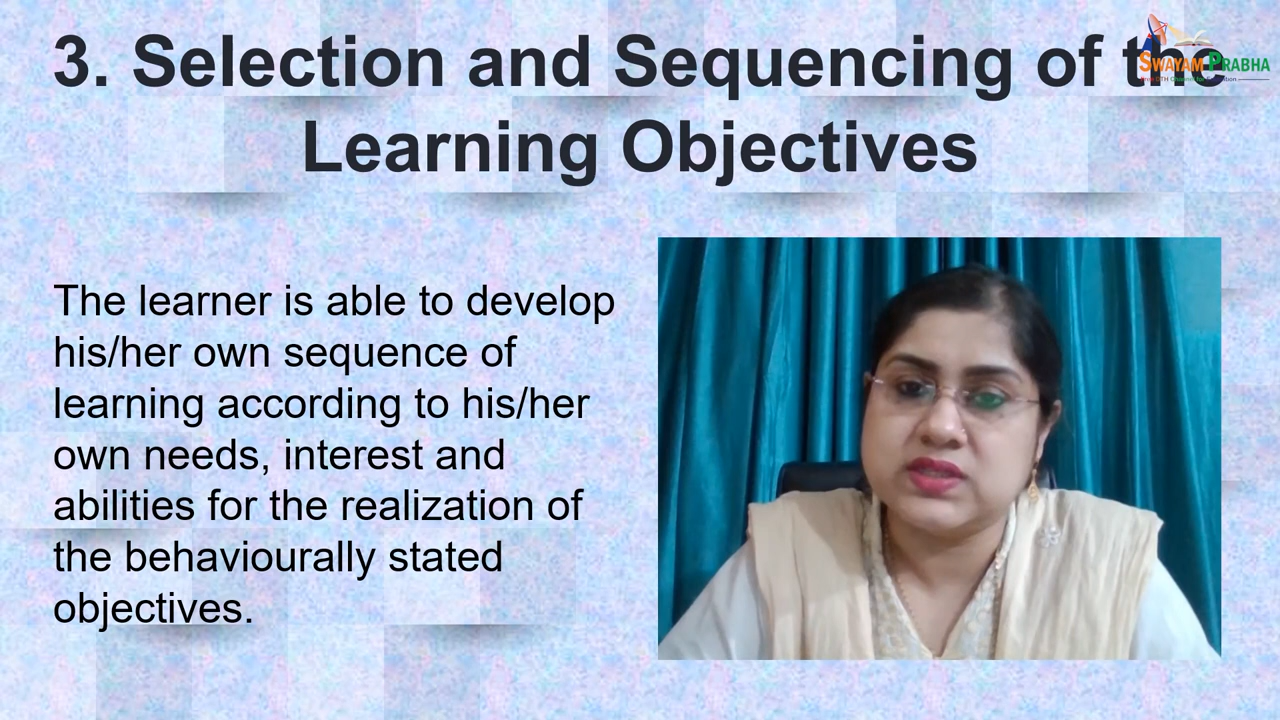 3. Selection and Sequencing of the
Learning Objectives
SWAYAM PRABHA
The learner is able to develop
his/her own sequence of
learning according to his/her
own needs, interest and
abilities for the realization of
the behaviourally stated
objectives.